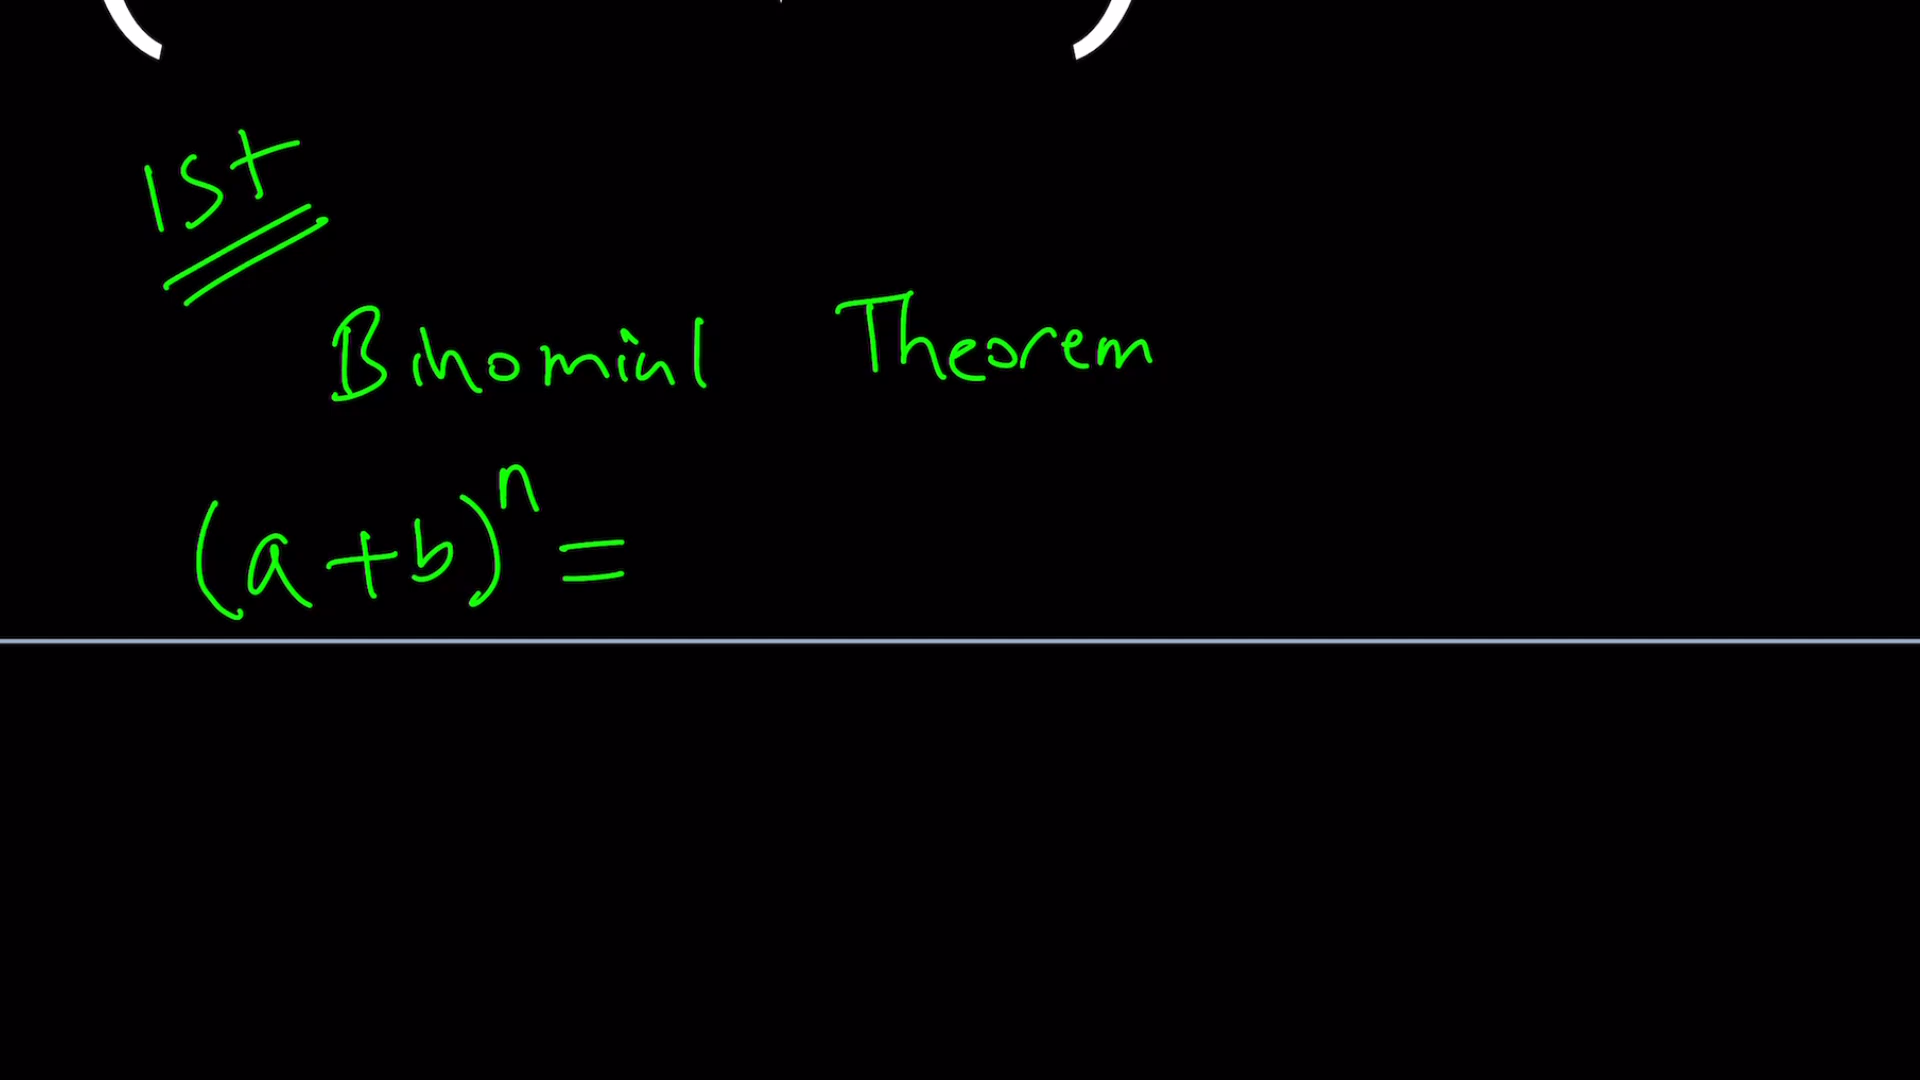 1st
Binomial Theorem
(a+b)^n =